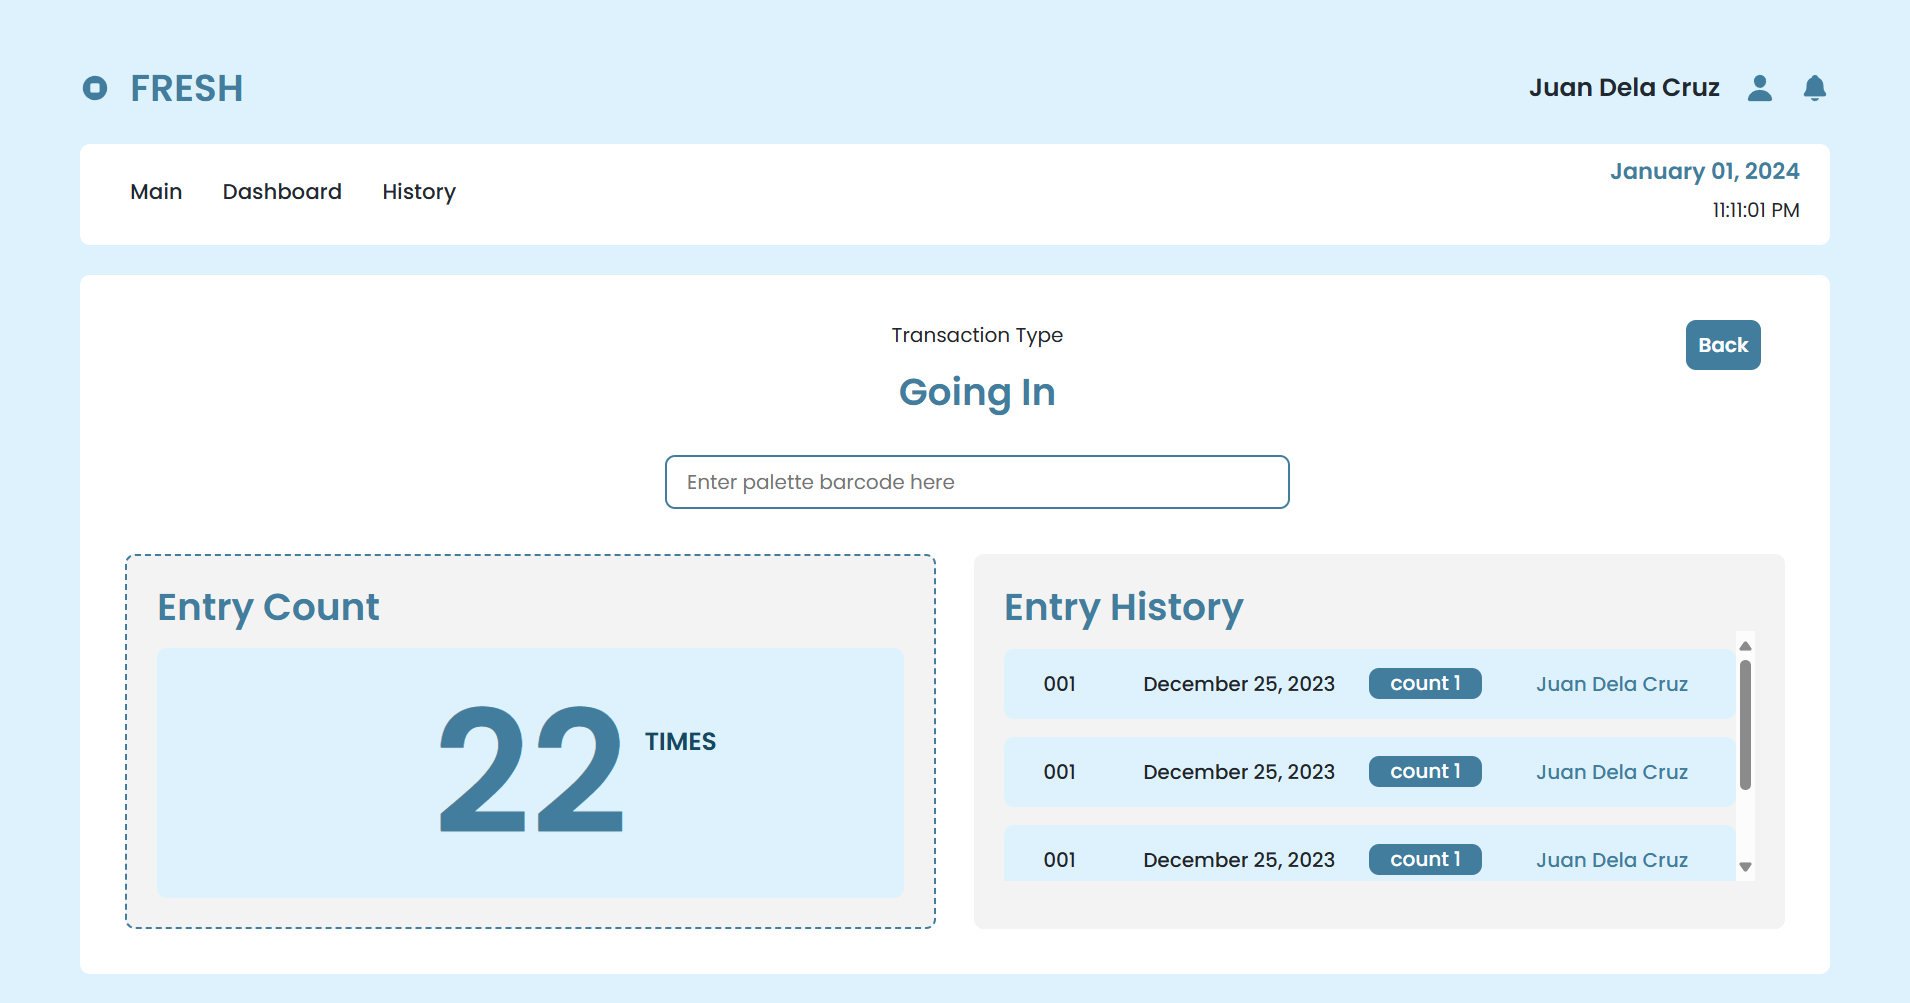 FRESH
Juan Dela Cruz
Main Dashboard History
January 01, 2024
11:11:01 PM
Transaction Type
Back
Going In
Enter palette barcode here
Entry Count
22 TIMES
Entry History
001 December 25, 2023 count 1 Juan Dela Cruz
001 December 25, 2023 count 1 Juan Dela Cruz
001 December 25, 2023 count 1 Juan Dela Cruz